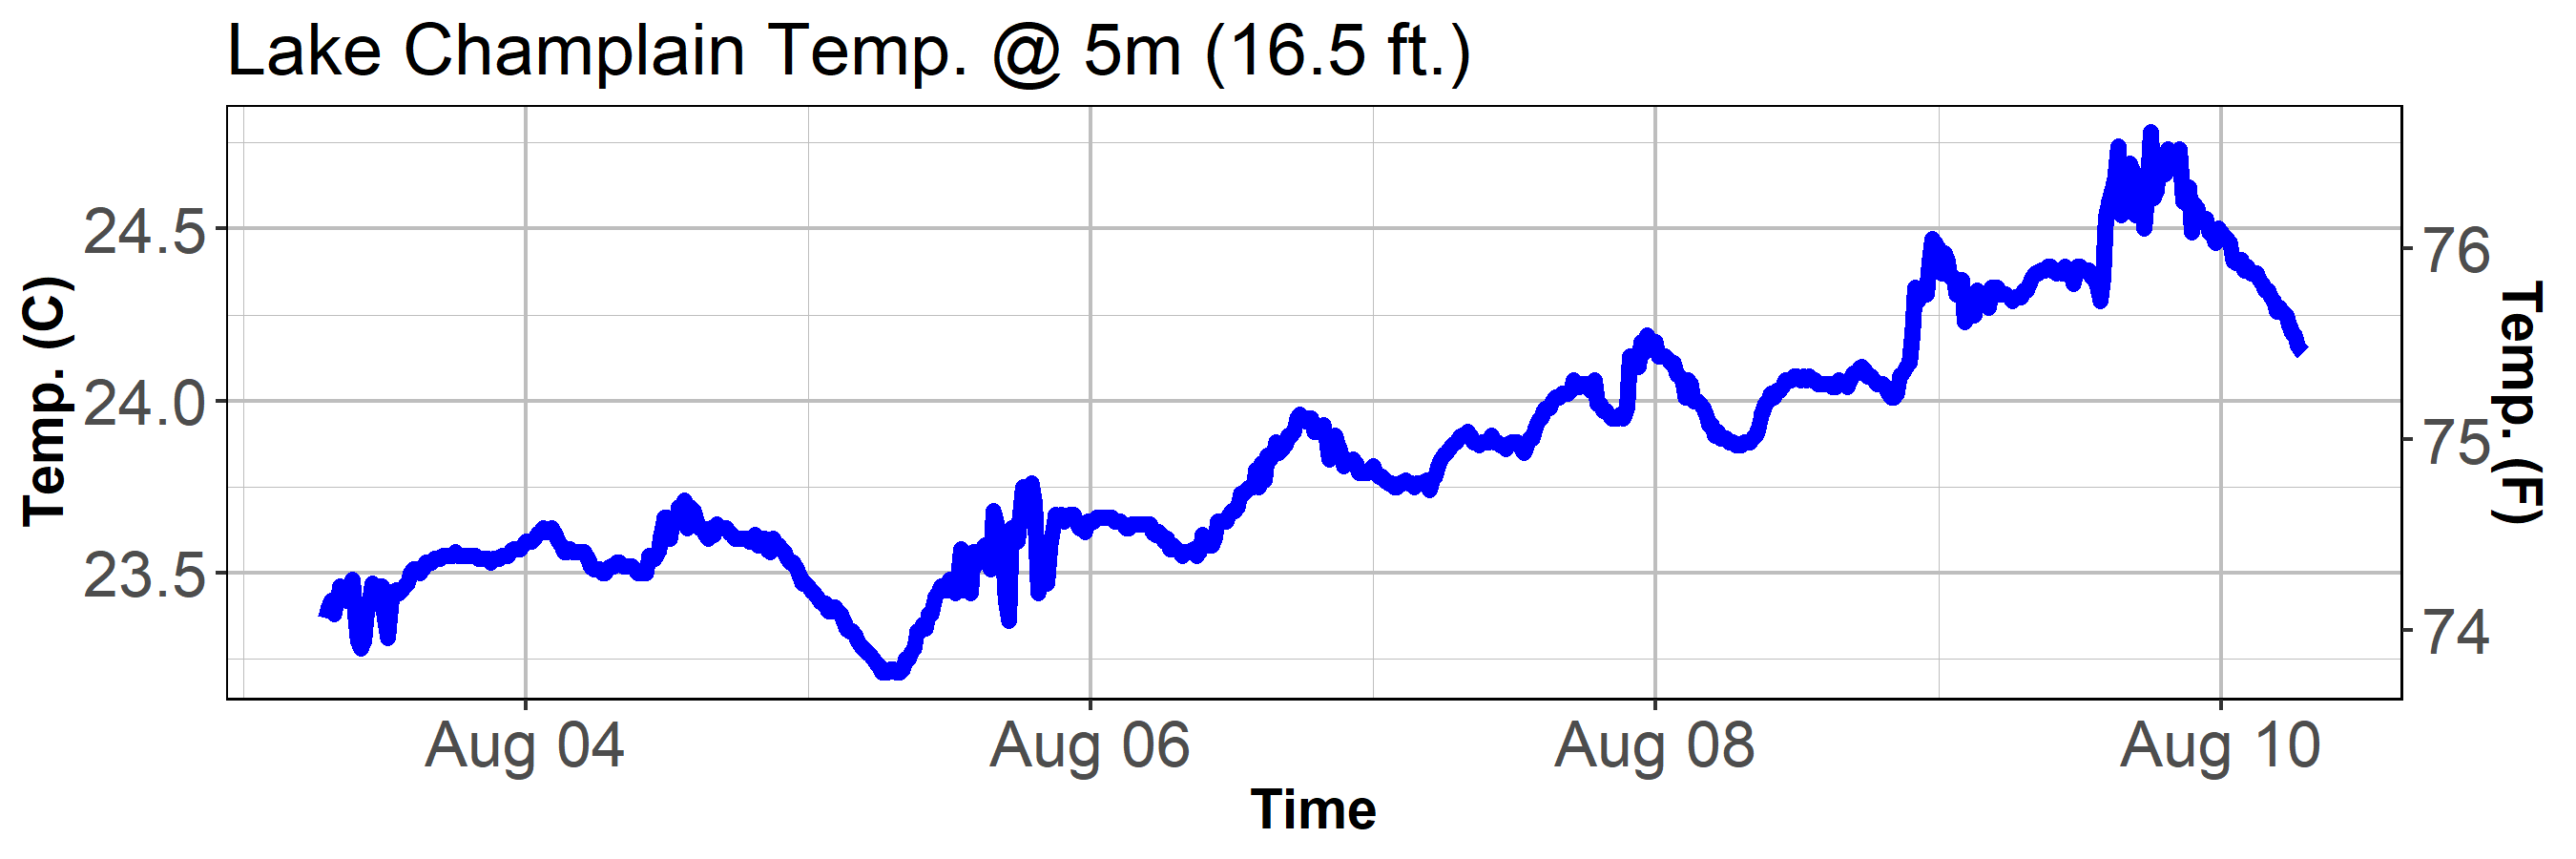 Lake Champlain Temp. @ 5m (16.5 ft.)
Temp. (C)
24.5
24.0
23.5
76
75
74
Temp. (F)
Aug 04 Aug 06 Aug 08 Aug 10
Time